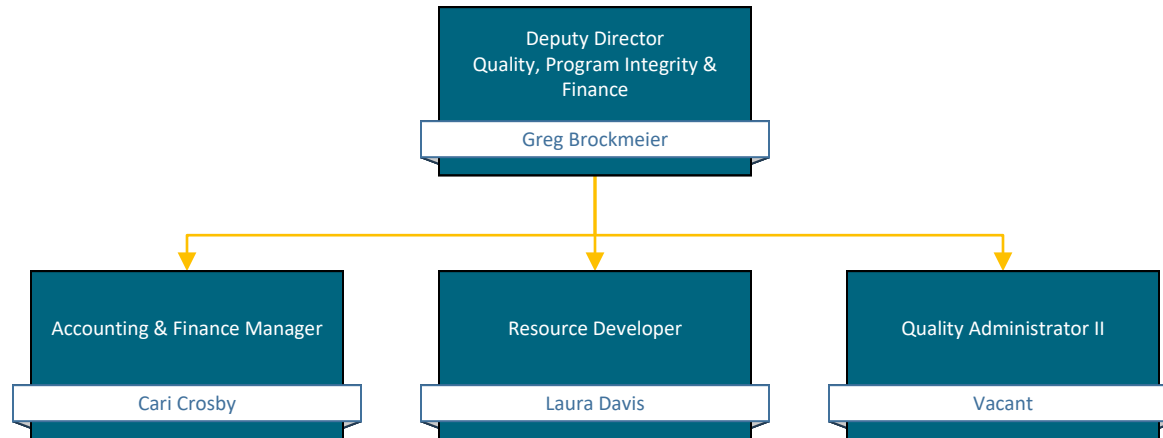 Deputy Director
Quality, Program Integrity &
Finance
Greg Brockmeier
Accounting & Finance Manager
Cari Crosby
Resource Developer
Laura Davis
Quality Administrator II
Vacant